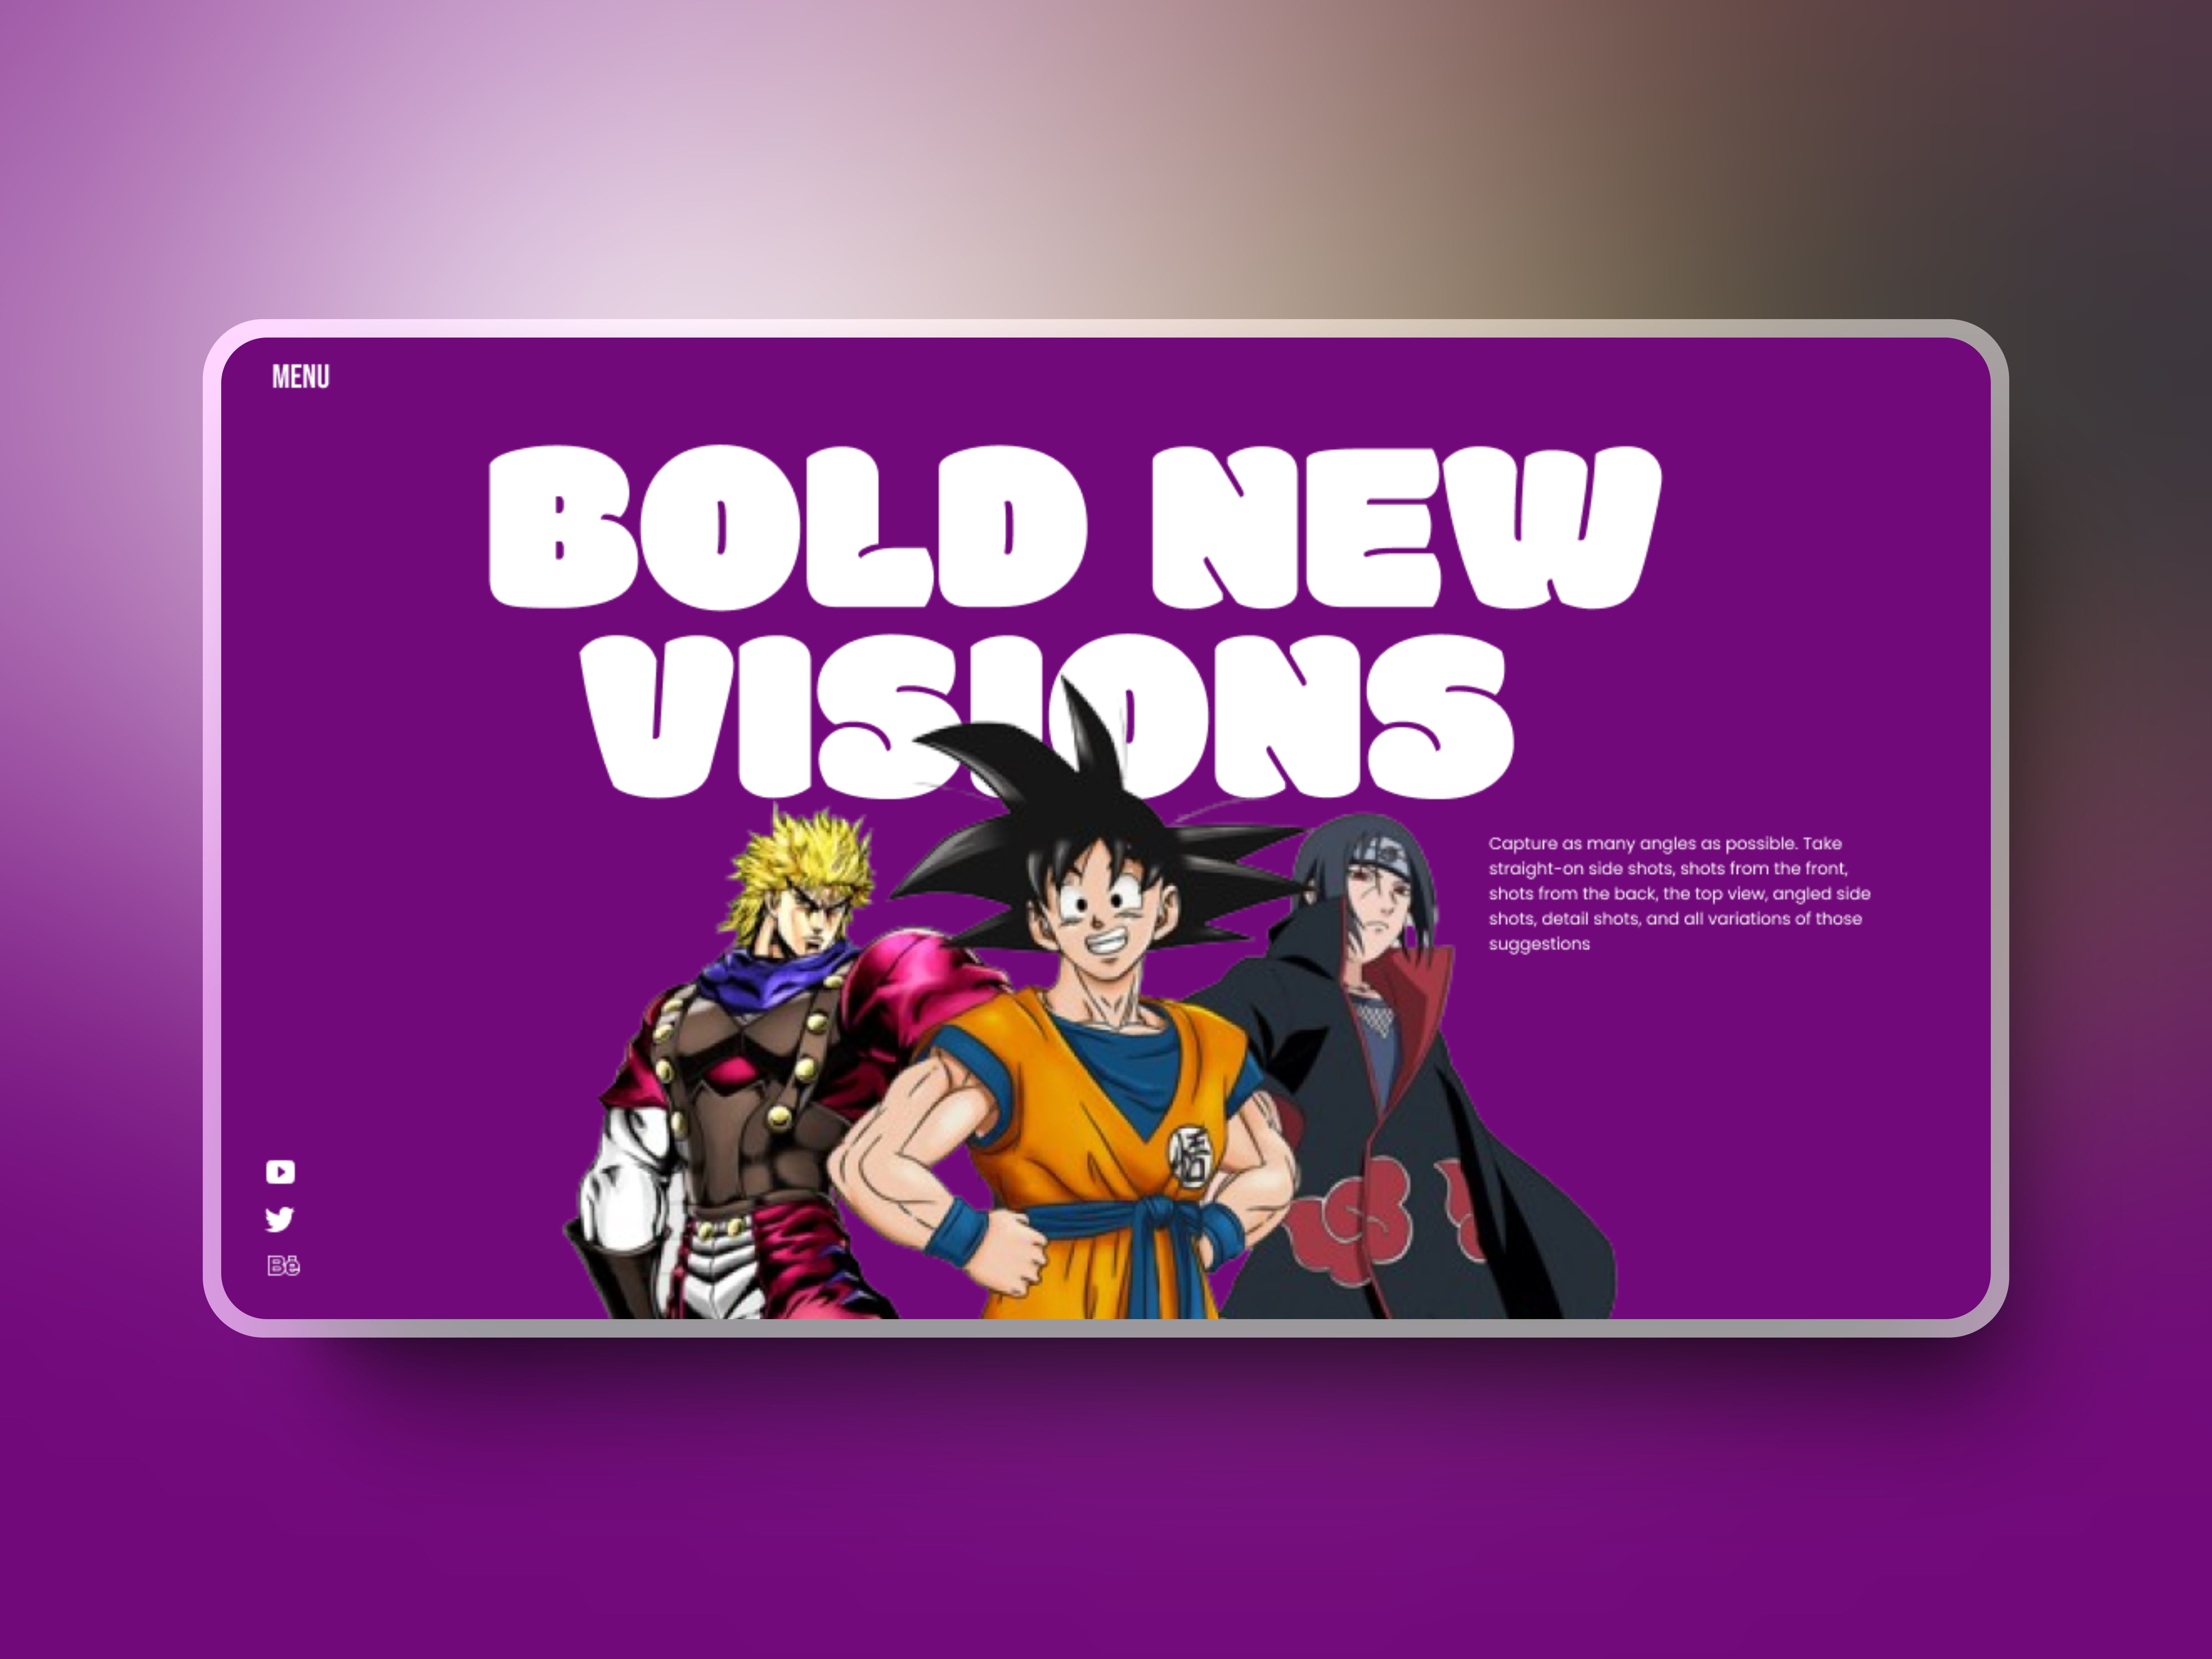 MENU
BOLD NEW
VISIONS
Capture as many angles as possible. Take
straight-on side shots, shots from the front,
shots from the back, the top view, angled side
shots, detail shots, and all variations of those
suggestions
悟
Bē